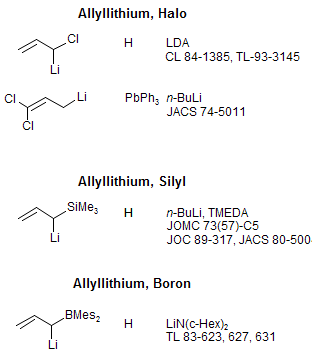 Allyllithium, Halo
Cl
H LDA
CL 84-1385, TL-93-3145
Li
Cl Li PbPh3 n-BuLi
JACS 74-5011
Cl
Allyllithium, Silyl
SiMe3 H n-BuLi, TMEDA
JOMC 73(57)-C5
Li
JOC 89-317, JACS 80-500
Allyllithium, Boron
BMes2 H LiN(c-Hex)2
TL 83-623, 627, 631
Li